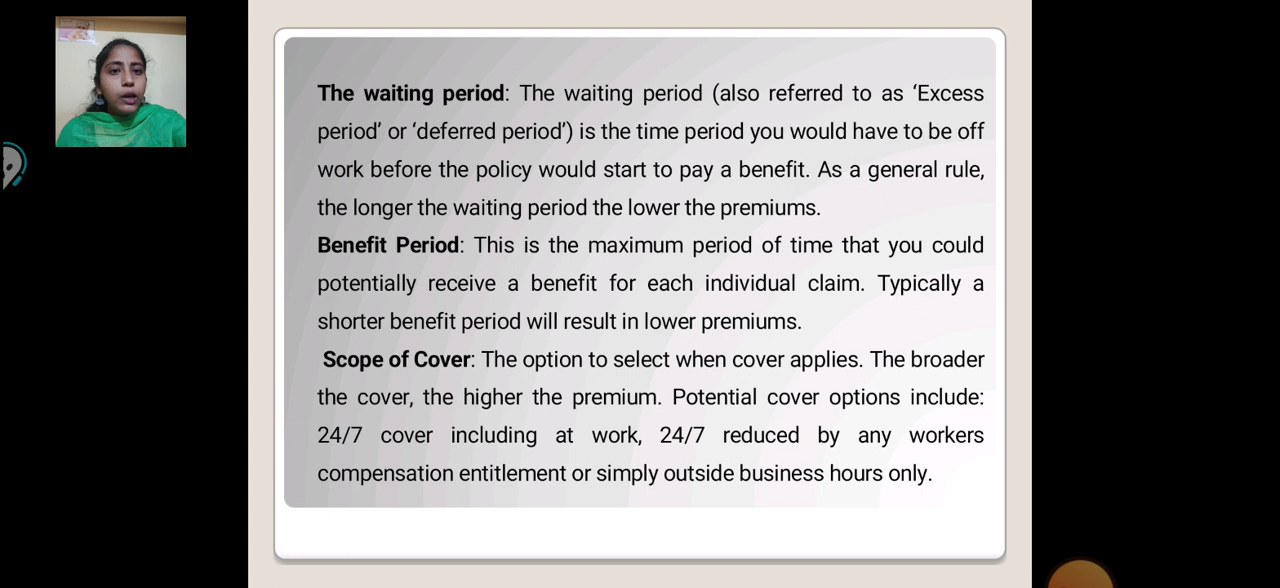 The waiting period: The waiting period (also referred to as ‘Excess
period’ or ‘deferred period’) is the time period you would have to be off
work before the policy would start to pay a benefit. As a general rule,
the longer the waiting period the lower the premiums.
Benefit Period: This is the maximum period of time that you could
potentially receive a benefit for each individual claim. Typically a
shorter benefit period will result in lower premiums.
Scope of Cover: The option to select when cover applies. The broader
the cover, the higher the premium. Potential cover options include:
24/7 cover including at work, 24/7 reduced by any workers
compensation entitlement or simply outside business hours only.